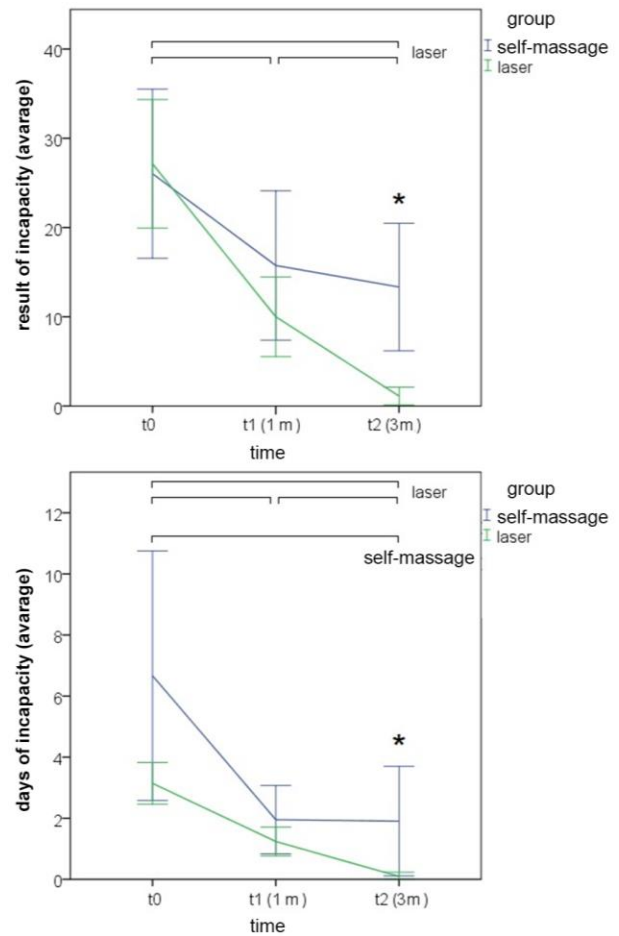 group
self-massage
laser
laser
*
40
30
20
10
0
result of incapacity (avarage)
t0 t1 (1 m) t2 (3m)
time
group
self-massage
laser
laser
self-massage
*
12
10
8
6
4
2
0
days of incapacity (avarage)
t0 t1 (1 m) t2 (3m)
time